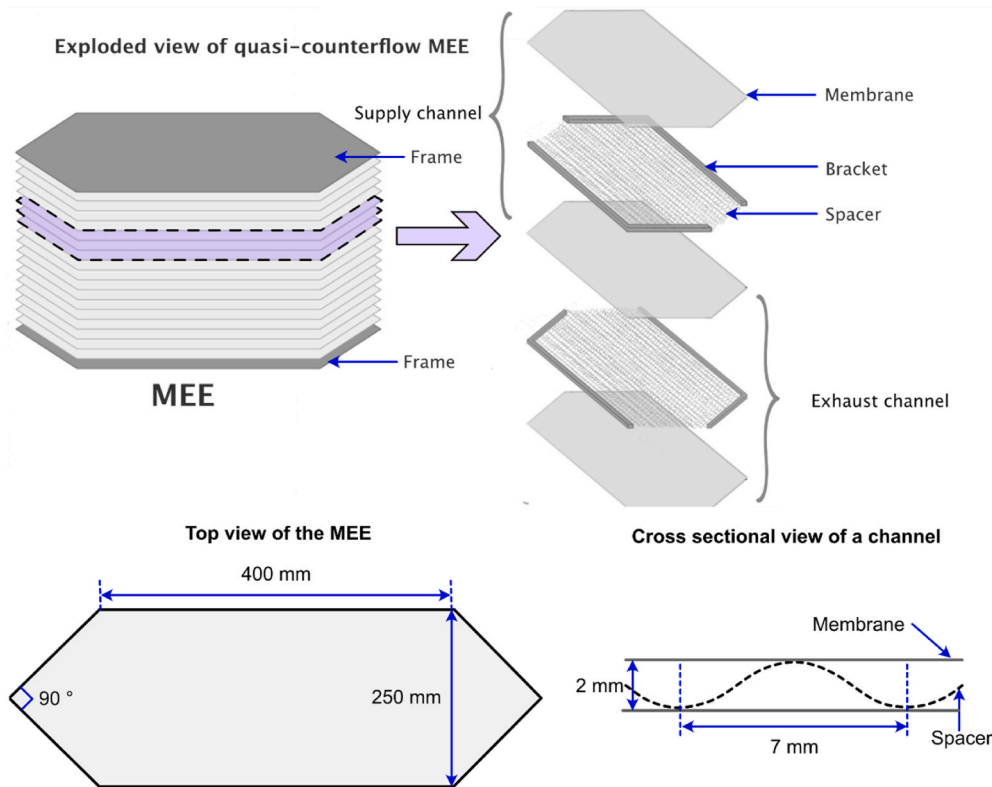 Exploded view of quasi-counterflow MEE
Supply channel
Membrane
Frame
Bracket
Spacer
Frame
MEE
Exhaust channel
Top view of the MEE
Cross sectional view of a channel
400 mm
Membrane
90 °
250 mm
2 mm
7 mm
Spacer